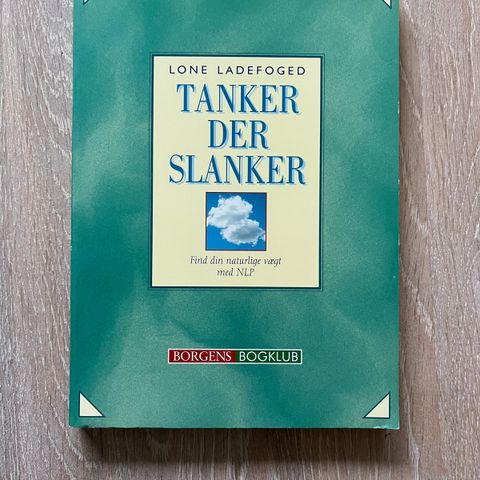 LONE LADEFOGED
TANKER
DER
SLANKER
Find din naturlige vægt
med NLP
BORGENS BOGKLUB